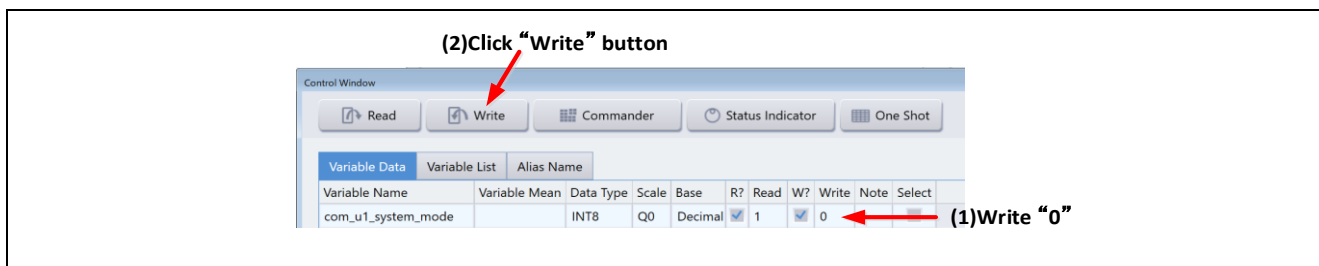 (2)Click “Write” button
Control Window
Read Write Commander Status Indicator One Shot
Variable Data Variable List Alias Name
Variable Name Variable Mean Data Type Scale Base R? Read W? Write Note Select
com_u1_system_mode INT8 Q0 Decimal 1 0
(1)Write “0”